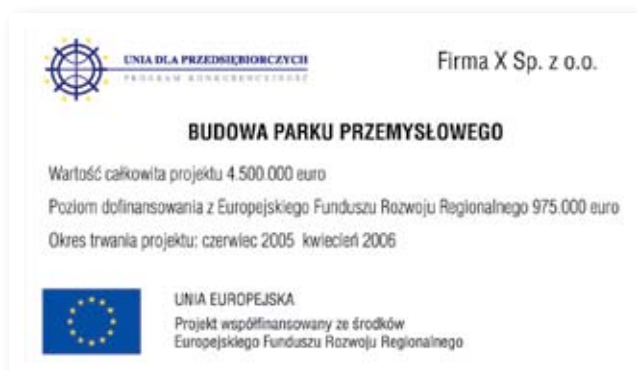 UNIA DLA PRZEDSIĘBIORCZYCH
PROGRAM KONKURENCYJNOŚĆ
Firma X Sp. z o.o.
BUDOWA PARKU PRZEMYSŁOWEGO
Wartość całkowita projektu 4.500.000 euro
Poziom dofinansowania z Europejskiego Funduszu Rozwoju Regionalnego 975.000 euro
Okres trwania projektu: czerwiec 2005 kwiecień 2006
UNIA EUROPEJSKA
Projekt współfinansowany ze środków
Europejskiego Funduszu Rozwoju Regionalnego